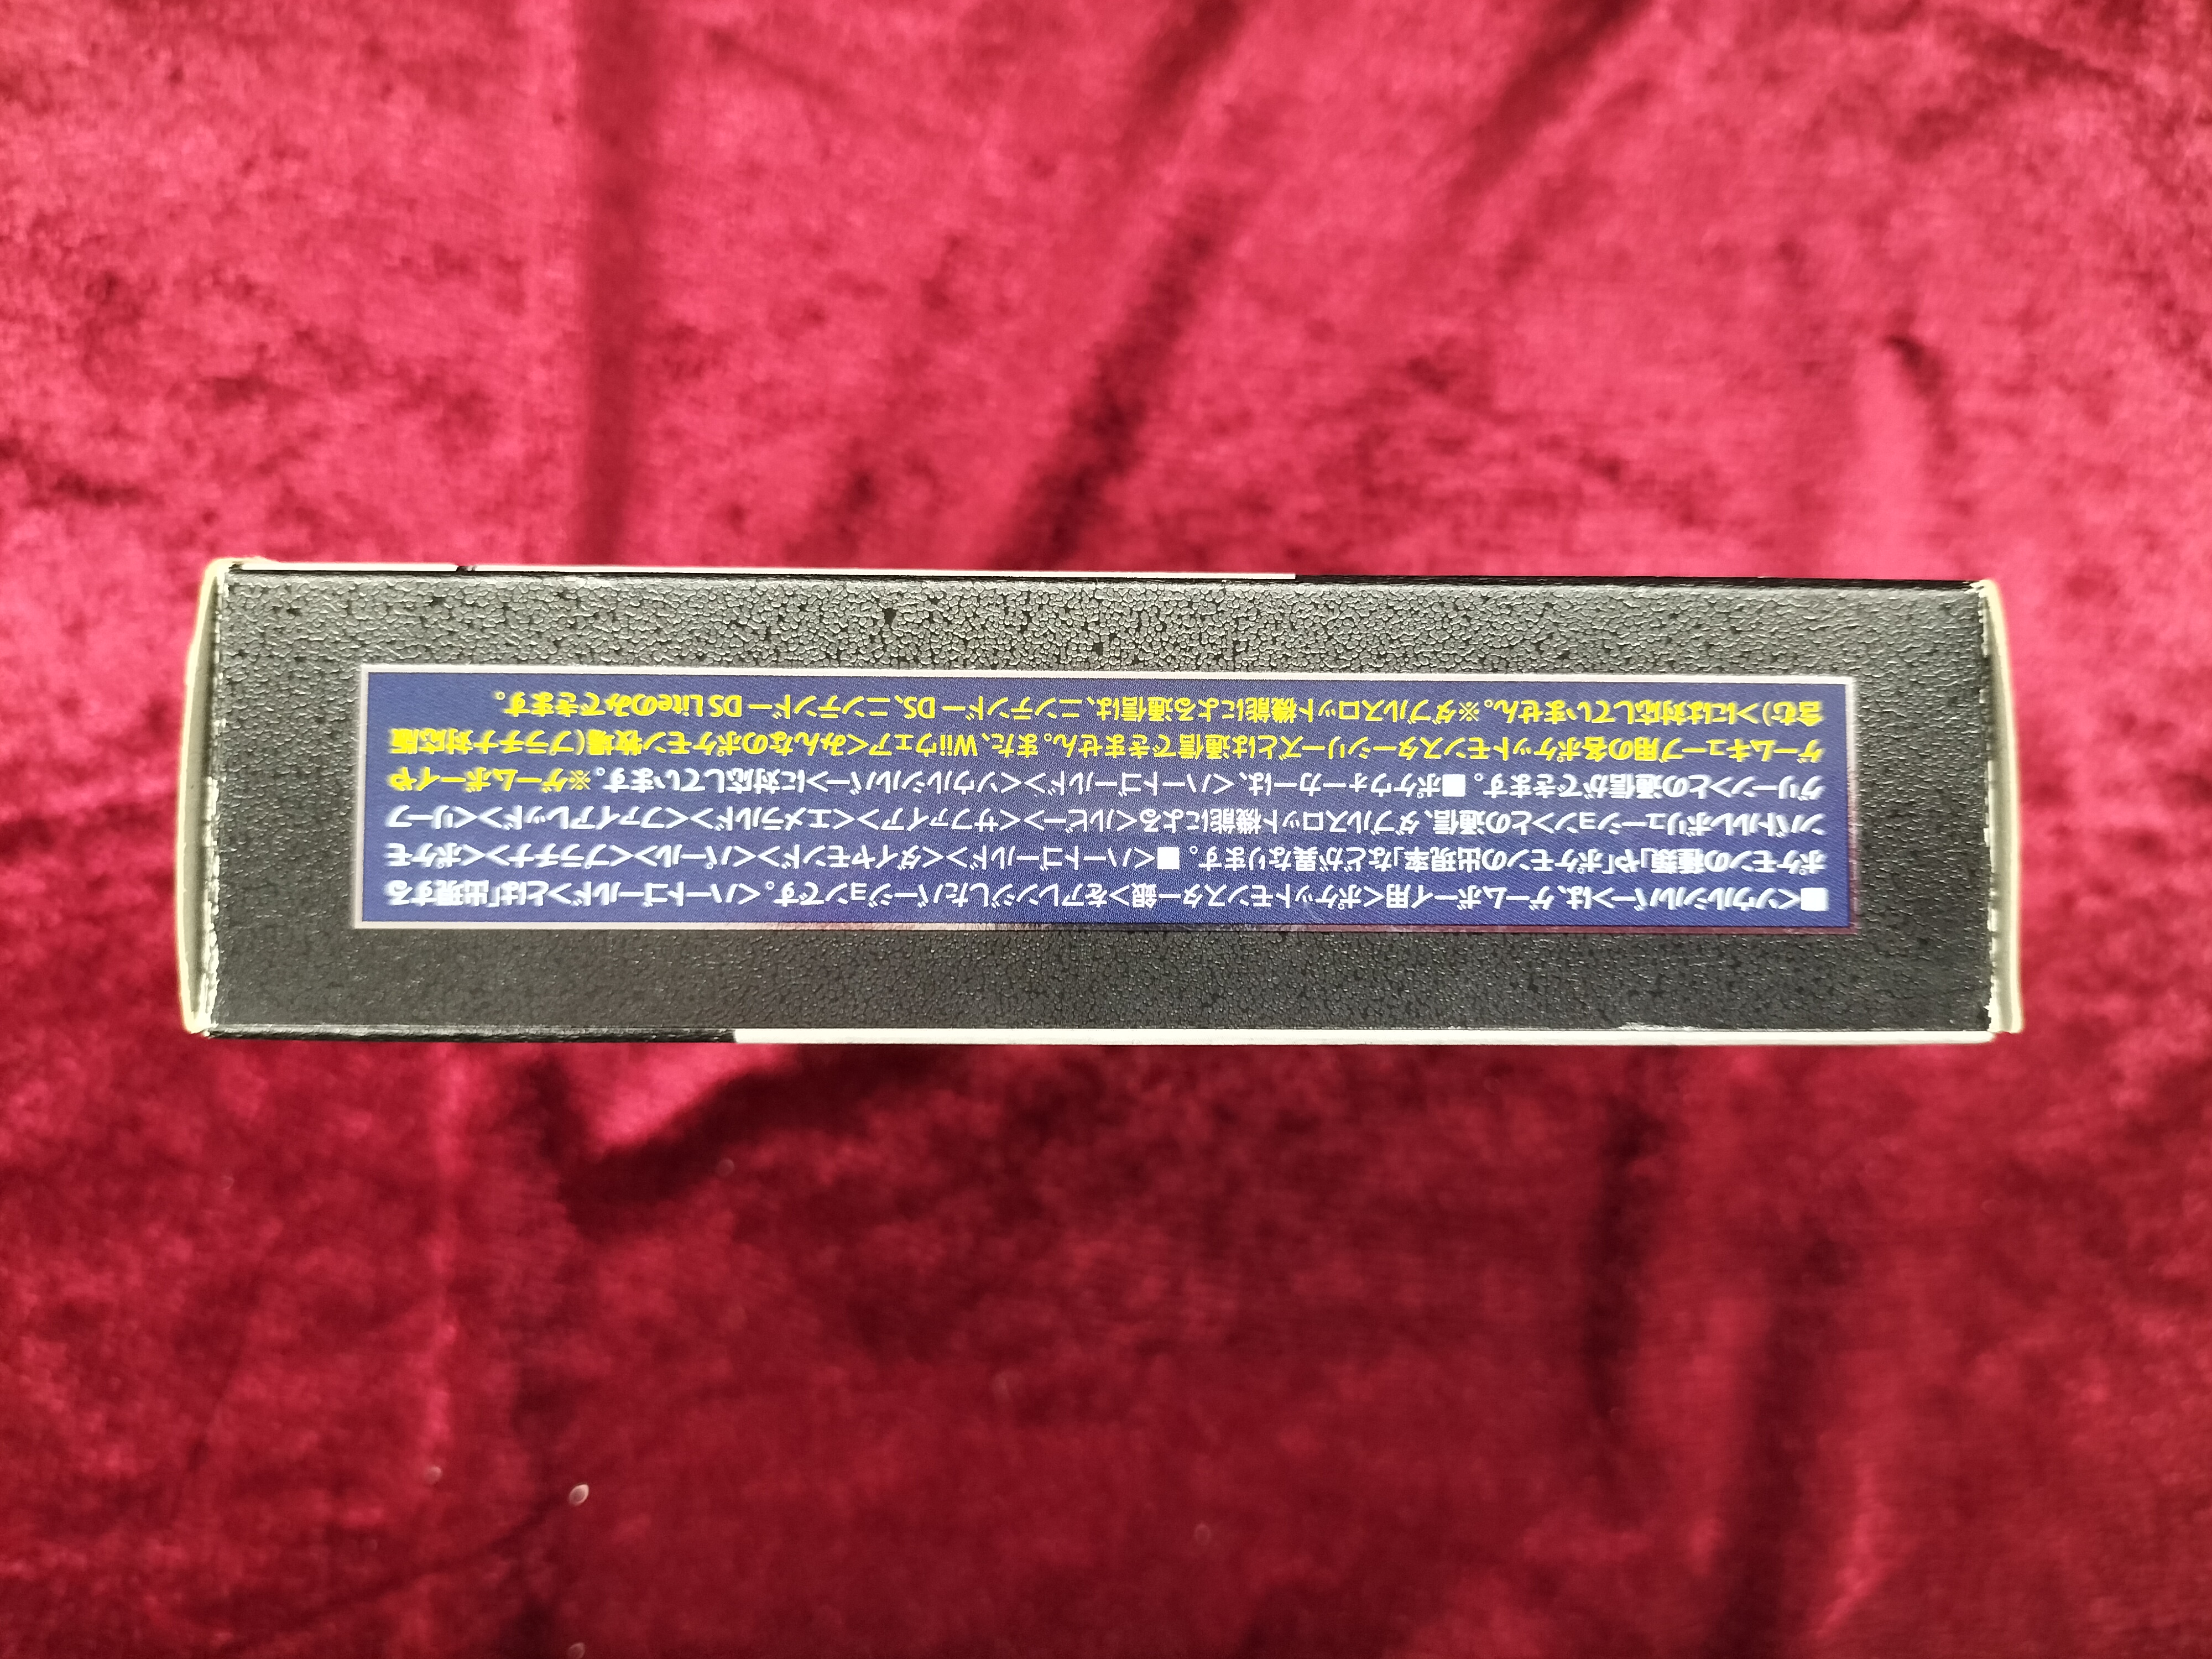 ■<ソウルシルバー>は、ゲームボーイ用<ポケットモンスター銀>をアレンジしたバージョンです。<ハートゴールド>とは「出現する
ポケモンの種類」や「ポケモンの出現率」などが異なります。■<ハートゴールド><ダイヤモンド><パール><プラチナ><ポケモ
ンバトルレボリューション>との通信、ダブルスロット機能による<ルビー><サファイア><エメラルド><ファイアレッド><リーフ
グリーン>との通信ができます。■ポケウォーカーは、<ハートゴールド><ソウルシルバー>に対応しています。※ゲームボーイや
ゲームキューブ用の各ポケットモンスターシリーズとは通信できません。また、Wiiウェア<みんなのポケモン牧場(プラチナ対応版
含む)>には対応していません。※ダブルスロット機能による通信は、ニンテンドーDS、ニンテンドーDS Liteのみでできます。